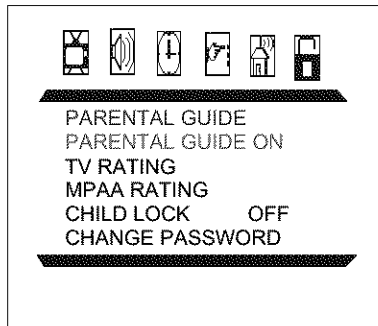 PARENTAL GUIDE
PARENTAL GUIDE ON
TV RATING
MPAA RATING
CHILD LOCK OFF
CHANGE PASSWORD